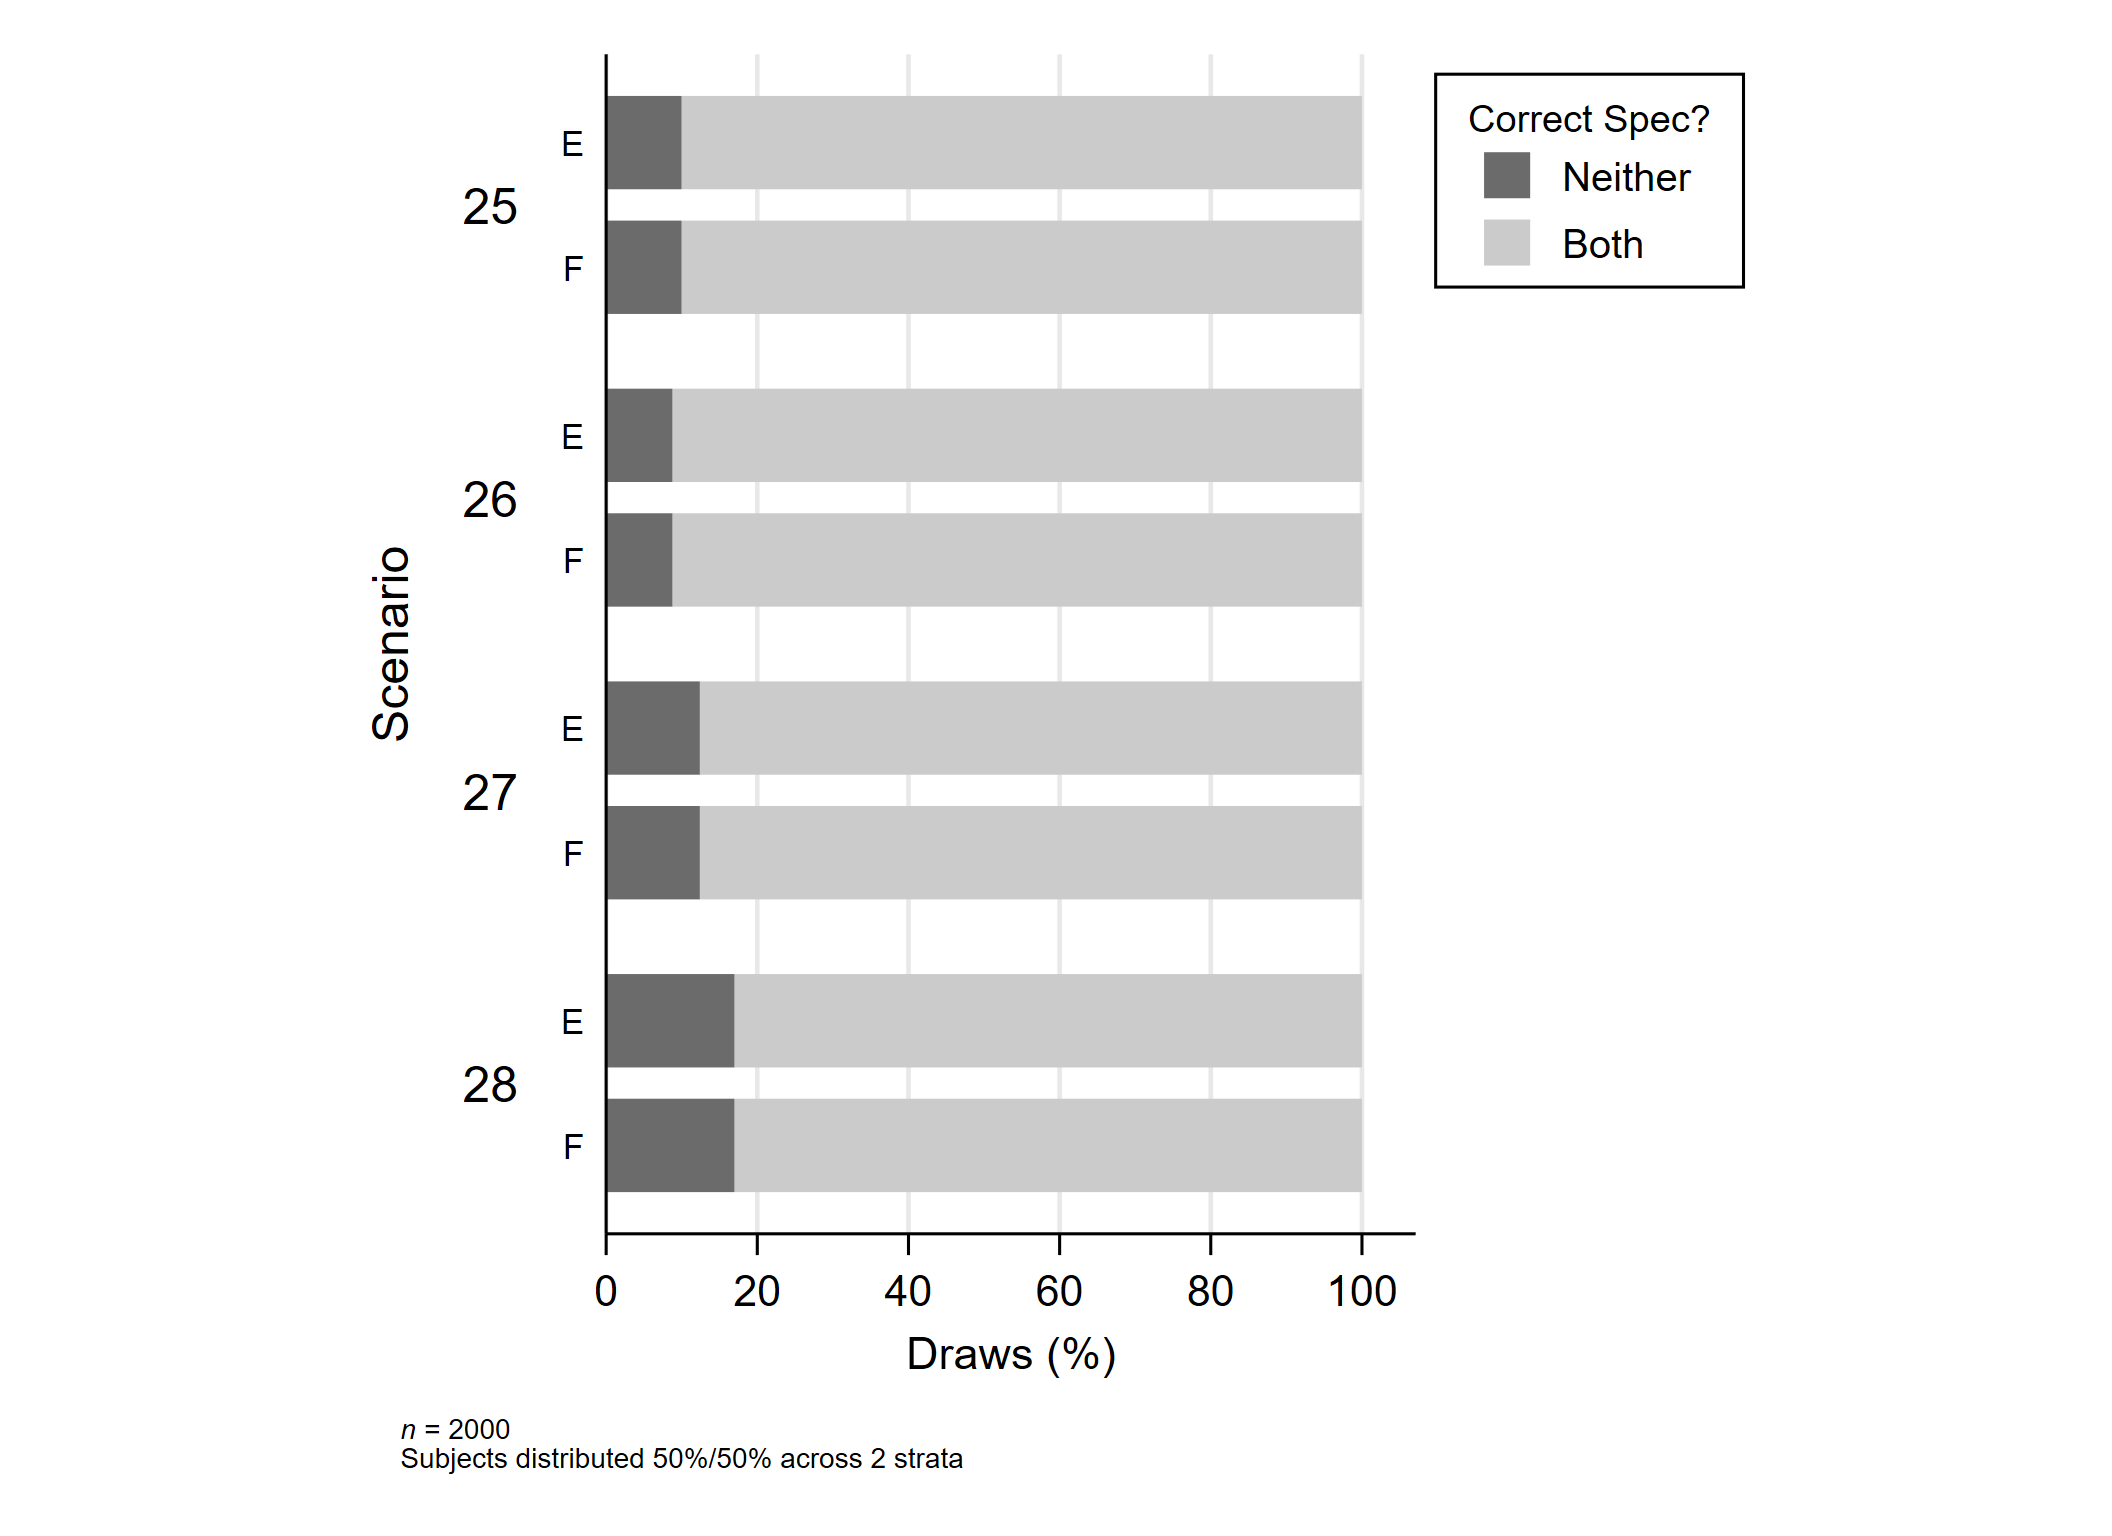 Correct Spec?
Neither
Both
Scenario
25
E
F
26
E
F
27
E
F
28
E
F
0 20 40 60 80 100
Draws (%)
n = 2000
Subjects distributed 50%/50% across 2 strata